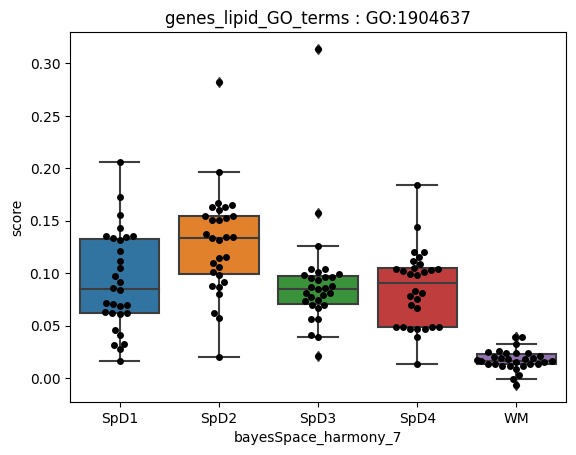 genes_lipid_GO_terms : GO:1904637
score
0.30
0.25
0.20
0.15
0.10
0.05
0.00
SpD1 SpD2 SpD3 SpD4 WM
bayesSpace_harmony_7